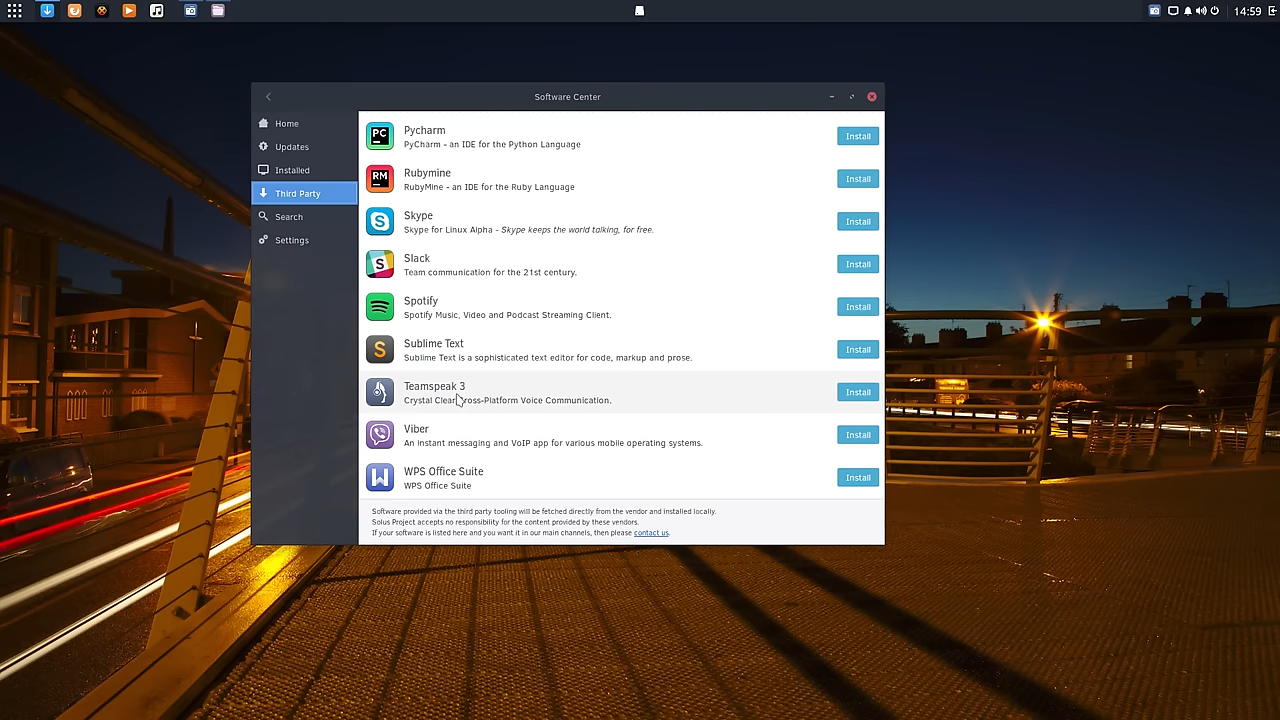 14:59
Software Center
Home
Updates
Installed
Third Party
Search
Settings
PC
Pycharm
PyCharm - an IDE for the Python Language
Install
RM
Rubymine
RubyMine - an IDE for the Ruby Language
Install
S
Skype
Skype for Linux Alpha - Skype keeps the world talking, for free.
Install
S
Slack
Team communication for the 21st century.
Install
Spotify
Spotify Music, Video and Podcast Streaming Client.
Install
S
Sublime Text
Sublime Text is a sophisticated text editor for code, markup and prose.
Install
Teamspeak 3
Crystal Clear ross-Platform Voice Communication.
Install
Viber
An instant messaging and VoIP app for various mobile operating systems.
Install
W
WPS Office Suite
WPS Office Suite
Install
Software provided via the third party tooling will be fetched directly from the vendor and installed locally.
Solus Project accepts no responsibility for the content provided by these vendors.
If your software is listed here and you want it in our main channels, then please contact us.